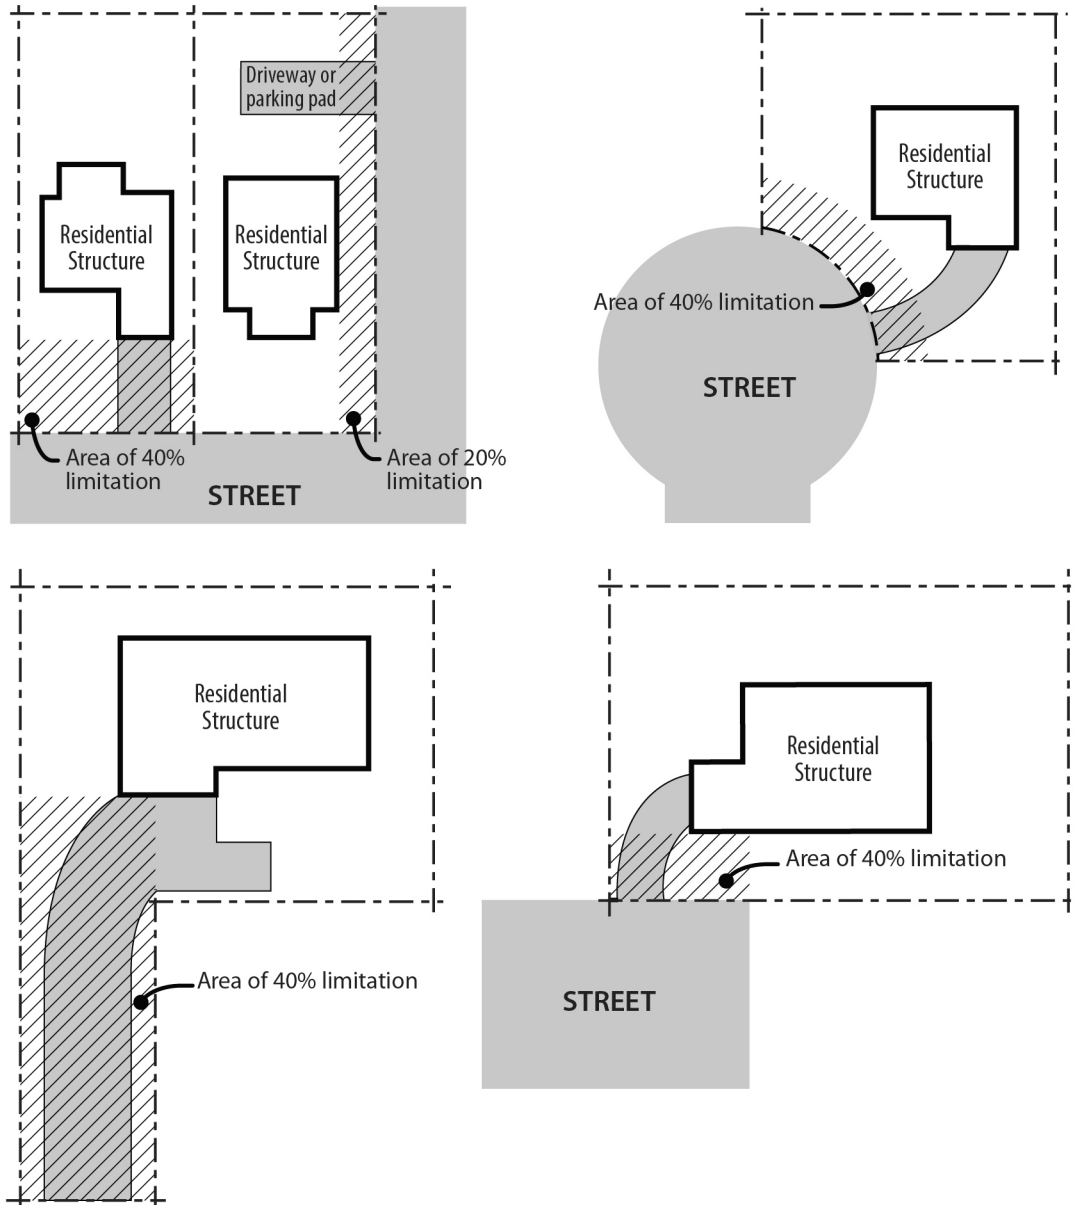 Driveway or
parking pad
Residential
Structure
Residential
Structure
Area of 40%
limitation
Area of 20%
limitation
STREET
Residential
Structure
Area of 40% limitation
STREET
Residential
Structure
Area of 40% limitation
Residential
Structure
Area of 40% limitation
STREET